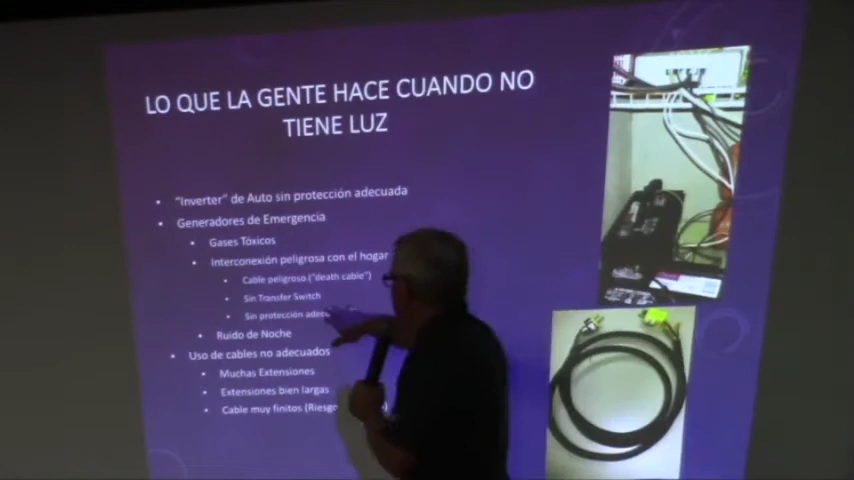 LO QUE LA GENTE HACE CUANDO NO
TIENE LUZ
• "Inverter" de Auto sin protección adecuada
• Generadores de Emergencia
• Gases Tóxicos
• Interconexión peligrosa con el hogar
• Cable peligroso ("death cable")
• Sin Transfer Switch
• Sin protección
• Ruido de Noche
• Uso de cables no adecuados
• Muchas Extensiones
• Extensiones bien largas
• Cable muy finitos